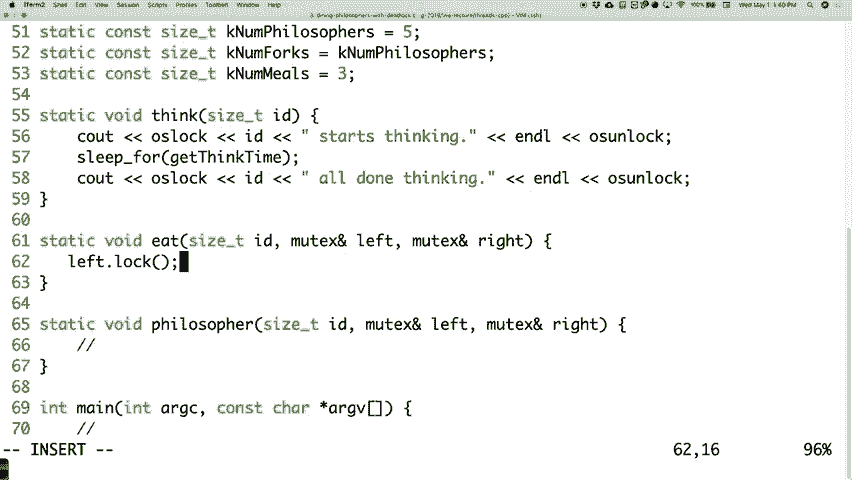 iTerm2 Shell Edit View Session Scripts Profiles Toolbelt Window Help 100% Wed May 1 1:40 PM
51 static const size_t kNumPhilosophers = 5;
52 static const size_t kNumForks = kNumPhilosophers;
53 static const size_t kNumMeals = 3;
54
55 static void think(size_t id) {
56     cout << oslock << id << " starts thinking." << endl << osunlock;
57     sleep_for(getThinkTime);
58     cout << oslock << id << " all done thinking." << endl << osunlock;
59 }
60
61 static void eat(size_t id, mutex& left, mutex& right) {
62    left.lock();
63 }
64
65 static void philosopher(size_t id, mutex& left, mutex& right) {
66     //
67 }
68
69 int main(int argc, const char *argv[]) {
70     //
-- INSERT -- 62,16 96%